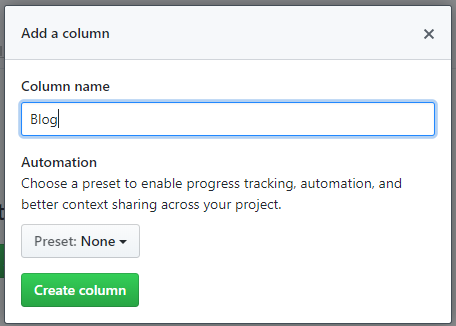 Add a column
Column name
Blog
Automation
Choose a preset to enable progress tracking, automation, and
better context sharing across your project.
Preset: None
Create column